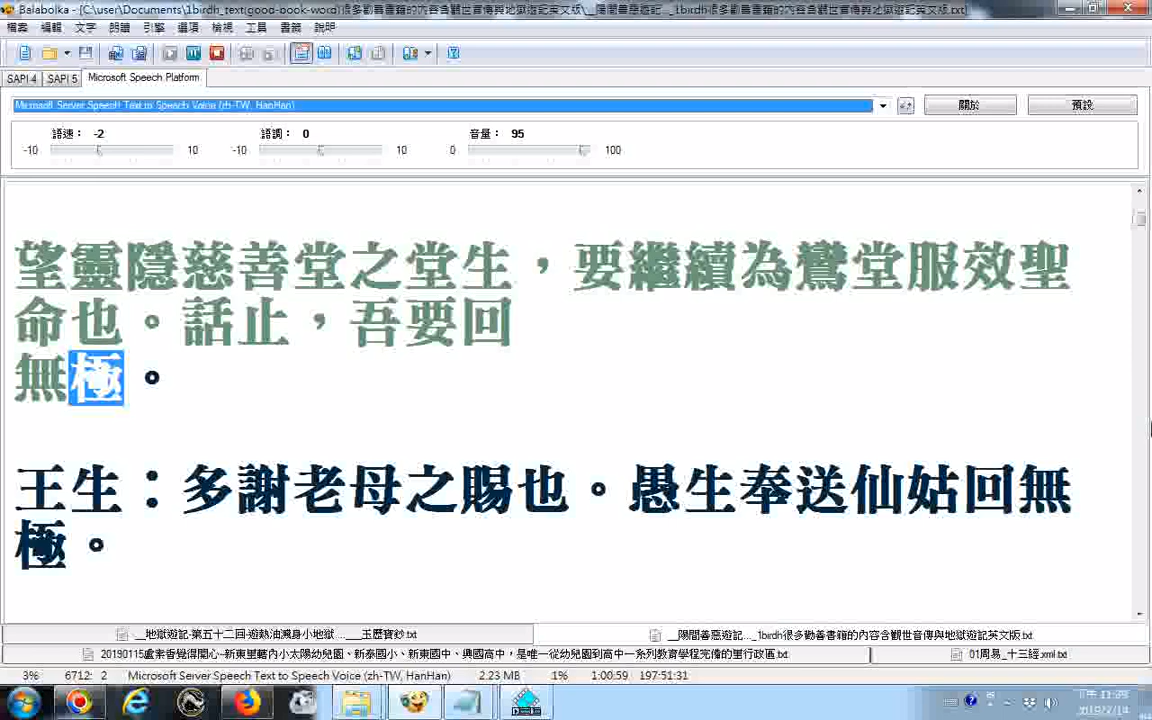 Balabolka - [C:\user\Documents\1birdh_text(good-book-word)很多勸善書籍的內容含觀世音傳與地獄遊記英文版\__陽間善惡遊記..._1birdh很多勸善書籍的內容含觀世音傳與地獄遊記英文版.txt]
檔案 編輯 文字 朗讀 引擎 選項 檢視 工具 書籤 說明
SAPI 4 SAPI 5 Microsoft Speech Platform
Microsoft Server Speech Text to Speech Voice (zh-TW, HanHan)
關於 預設
語速: -2 語調: 0 音量: 95
-10 10 -10 10 0 100
望靈隱慈善堂之堂生，要繼續為鸞堂服效聖
命也。話止，吾要回
無極。
王生：多謝老母之賜也。愚生奉送仙姑回無
極。
__地獄遊記-第五十二回-遊熱油濺身小地獄 ...___玉歷寶鈔.txt __陽間善惡遊記..._1birdh很多勸善書籍的內容含觀世音傳與地獄遊記英文版.txt
20190115盧素香覺得開心~新東里轄內小太陽幼兒園、新泰國小、新東國中、興國高中，是唯一從幼兒園到高中一系列教育學程完備的里行政區.txt 01周易_十三經.xml.txt
3% 6712: 2 Microsoft Server Speech Text to Speech Voice (zh-TW, HanHan) 2.23 MB 1% 1:00:59 197:51:31